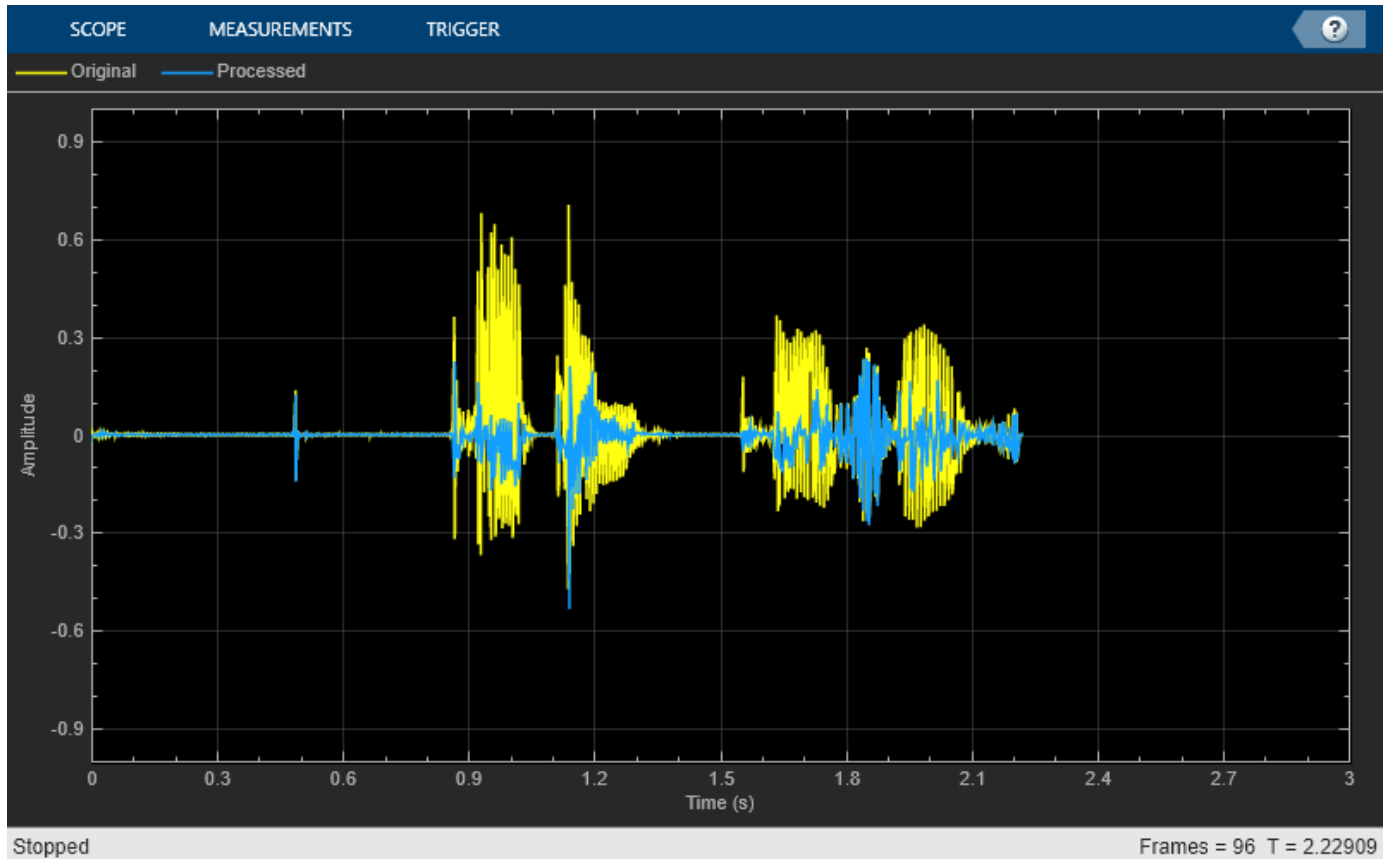 SCOPE MEASUREMENTS TRIGGER ?
Original Processed
0.9
0.6
0.3
0
-0.3
-0.6
-0.9
Amplitude
0 0.3 0.6 0.9 1.2 1.5 1.8 2.1 2.4 2.7 3
Time (s)
Stopped Frames = 96 T = 2.22909